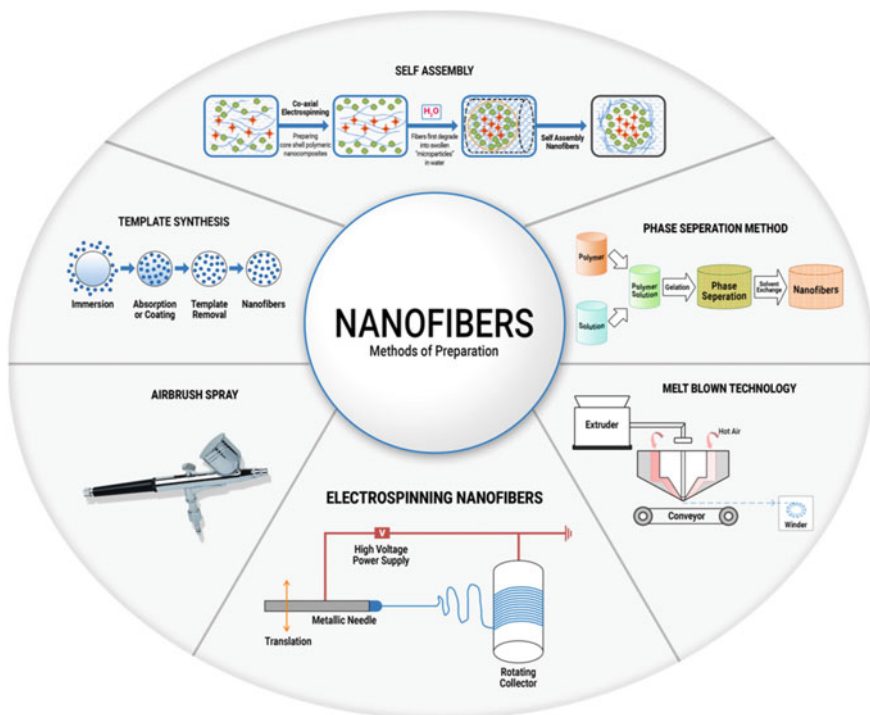 SELF ASSEMBLY
Co-axial
Electrospinning
Preparing
core shell polymeric
nanocomposites
H₂O
Fibers first degrade
into swollen
"microparticles"
in water
Self Assembly
Nanofibers
TEMPLATE SYNTHESIS
Immersion
Absorption
or Coating
Template
Removal
Nanofibers
PHASE SEPERATION METHOD
Polymer
Solution
Polymer
Solution
Gelation
Phase
Seperation
Solvent
Exchange
Nanofibers
NANOFIBERS
Methods of Preparation
AIRBRUSH SPRAY
MELT BLOWN TECHNOLOGY
Extruder
Hot Air
Conveyor
Winder
ELECTROSPINNING NANOFIBERS
V
High Voltage
Power Supply
Metallic Needle
Translation
Rotating
Collector